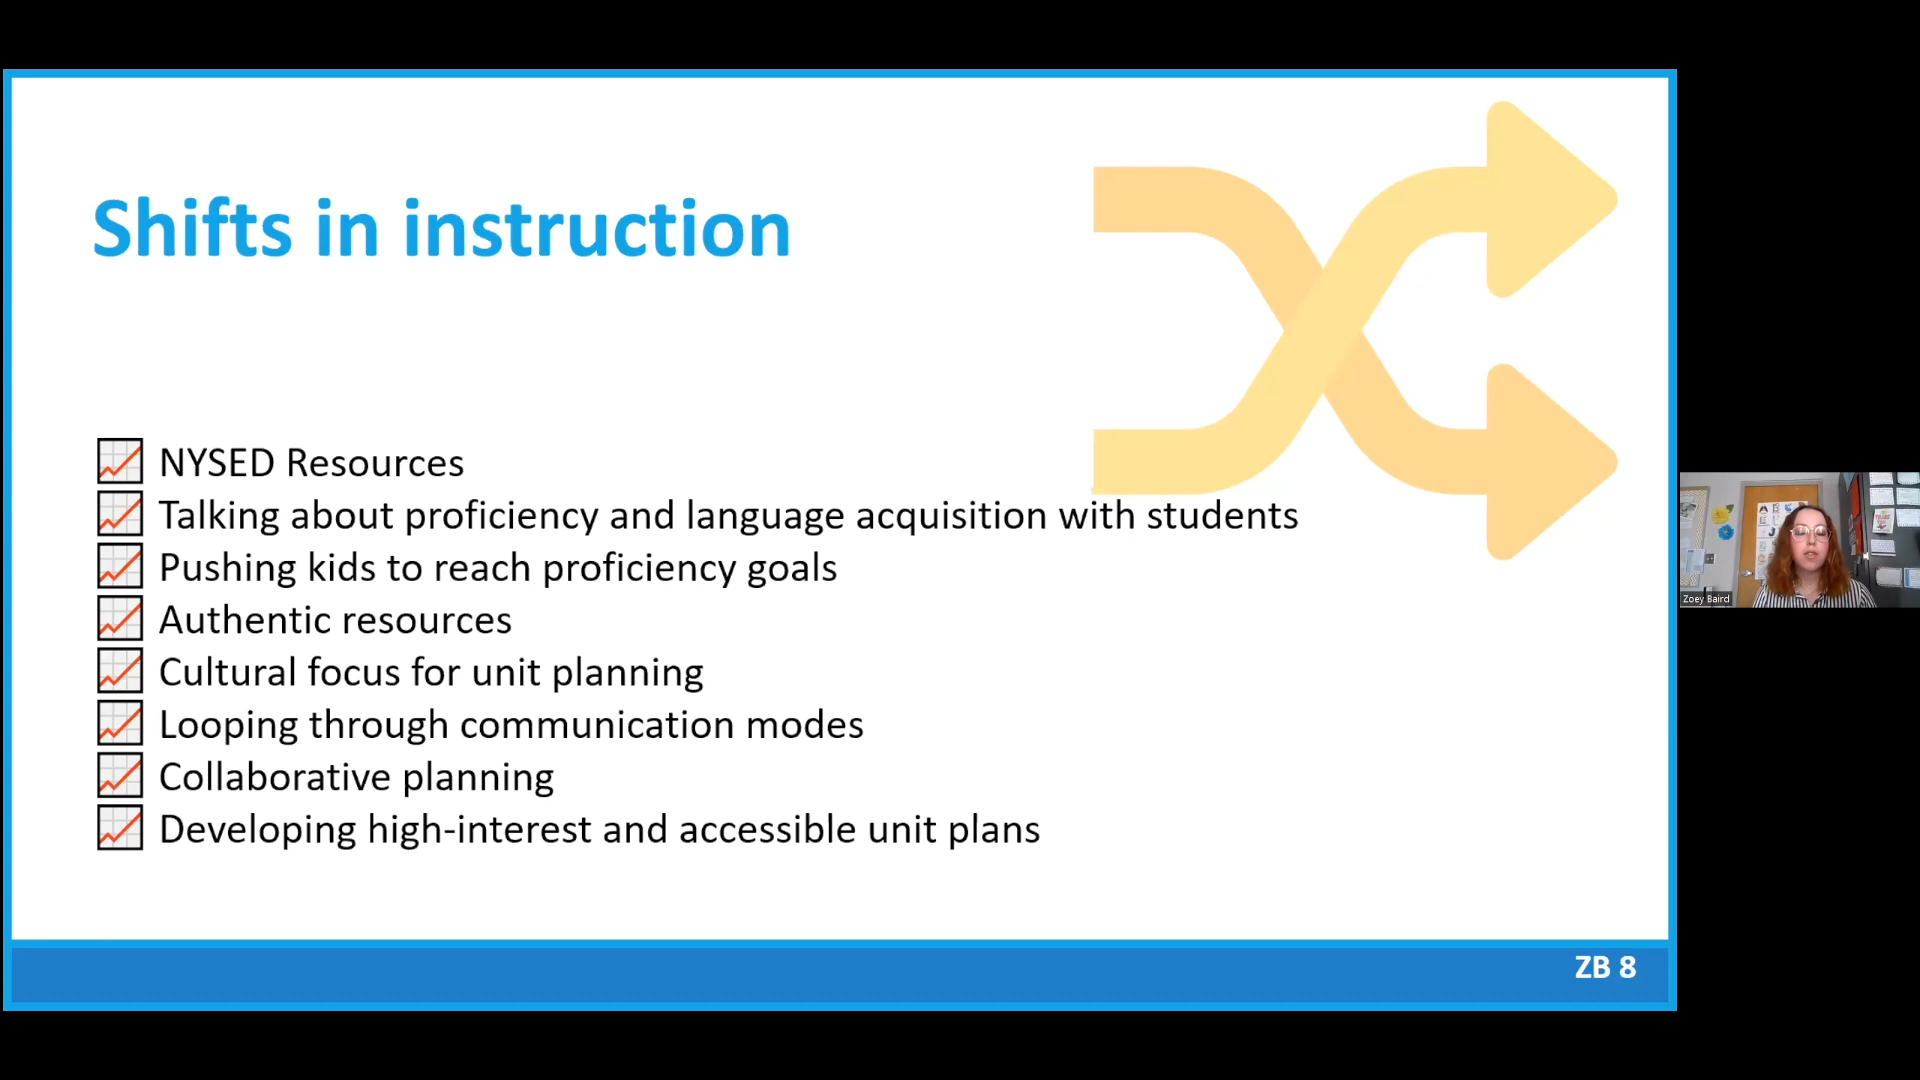 Shifts in instruction
NYSED Resources
Talking about proficiency and language acquisition with students
Pushing kids to reach proficiency goals
Authentic resources
Cultural focus for unit planning
Looping through communication modes
Collaborative planning
Developing high-interest and accessible unit plans
ZB 8
Zoey Baird